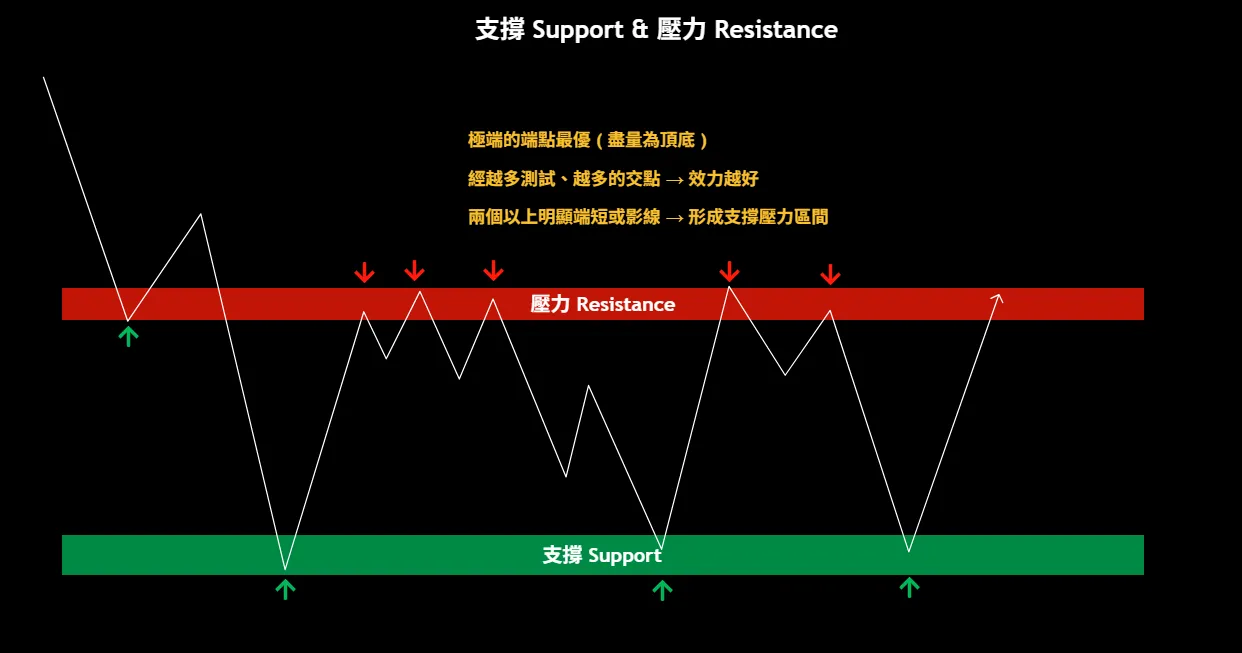 支撐 Support & 壓力 Resistance
極端的端點最優 ( 盡量為頂底 )
經越多測試、越多的交點 → 效力越好
兩個以上明顯端短或影線 → 形成支撐壓力區間
壓力 Resistance
支撐 Support